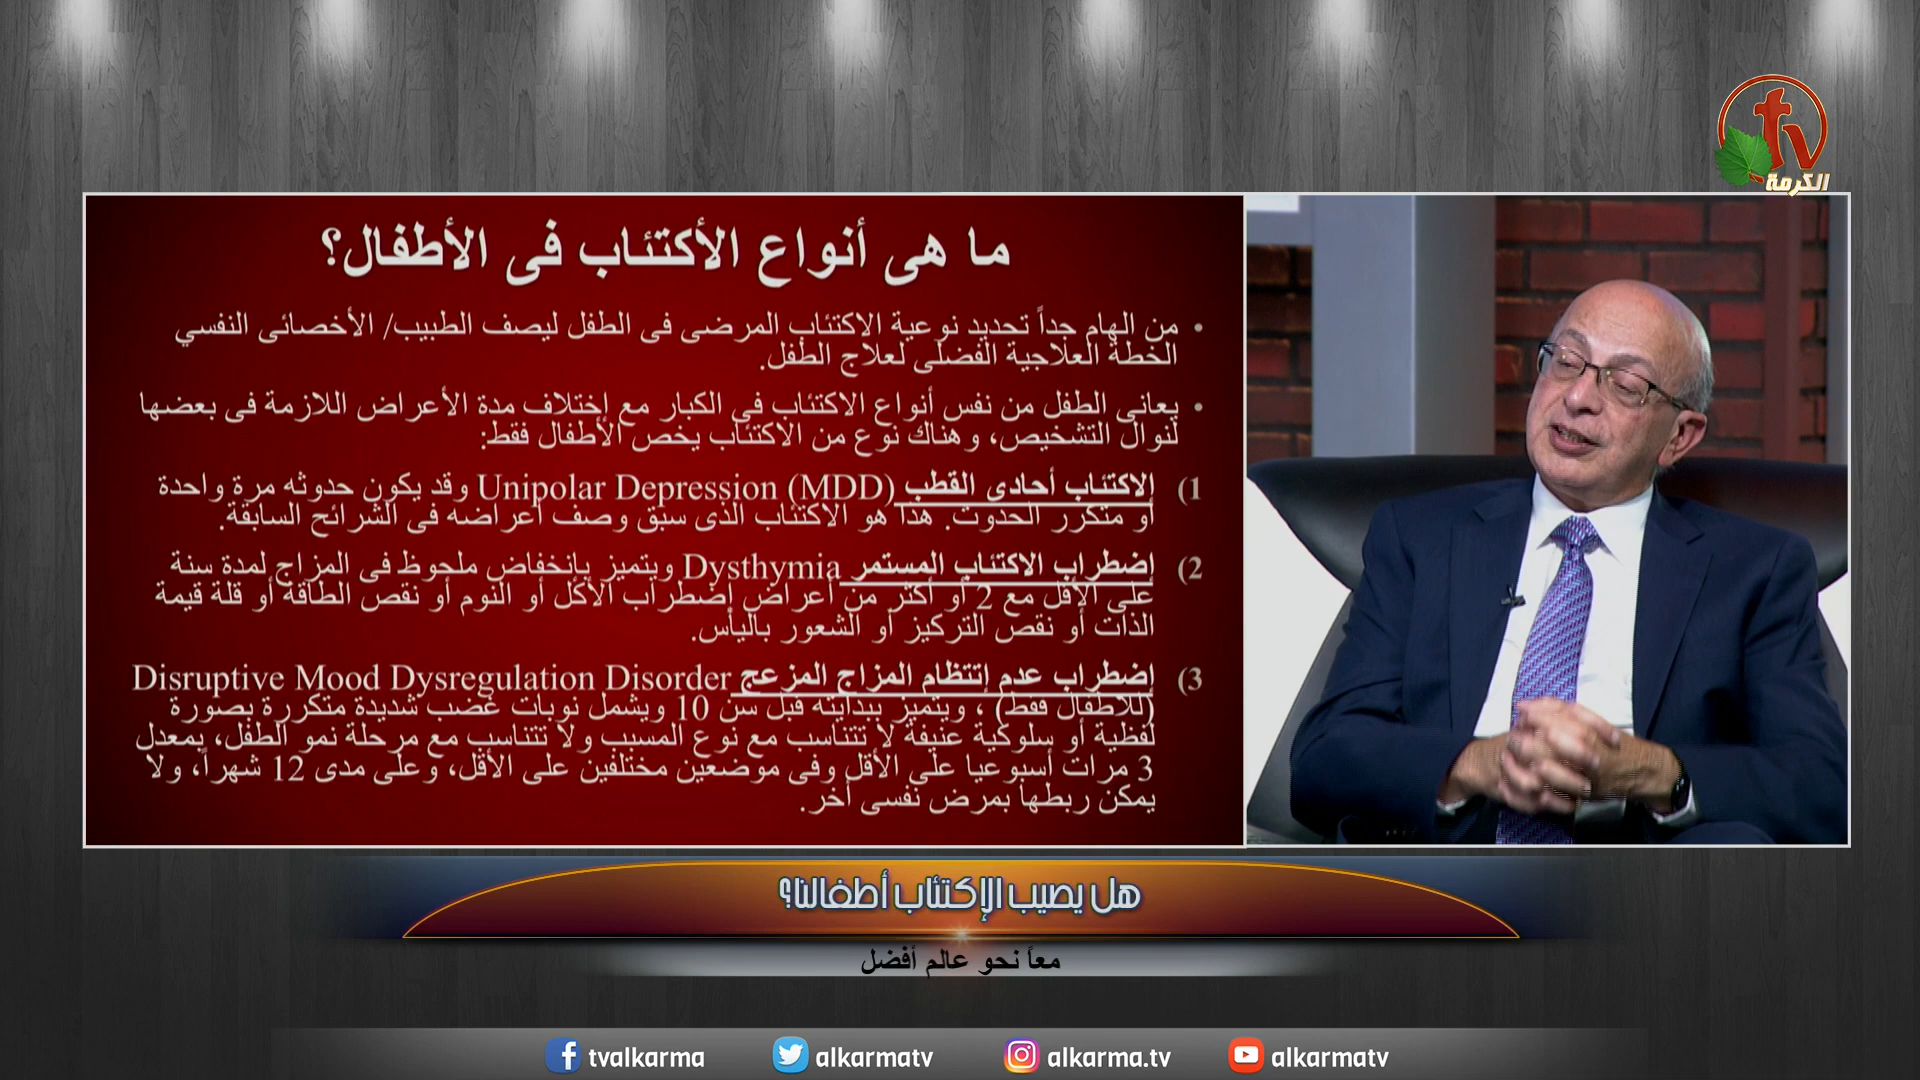 tv
الكرمة
ما هى أنواع الأكتئاب فى الأطفال؟
• من الهام جداً تحديد نوعية الاكتئاب المرضى فى الطفل ليصف الطبيب/ الأخصائى النفسي
الخطة العلاجية الفضلى لعلاج الطفل.
• يعانى الطفل من نفس أنواع الاكتئاب فى الكبار مع إختلاف مدة الأعراض اللازمة فى بعضها
لنوال التشخيص، وهناك نوع من الاكتئاب يخص الأطفال فقط:
1) الاكتئاب أحادى القطب Unipolar Depression (MDD) وقد يكون حدوثه مرة واحدة
أو متكرر الحدوث. هذا هو الاكتئاب الذى سبق وصف أعراضه فى الشرائح السابقة.
2) إضطراب الاكتئاب المستمر Dysthymia ويتميز بإنخفاض ملحوظ فى المزاج لمدة سنة
على الأقل مع 2 أو أكثر من أعراض إضطراب الأكل أو النوم أو نقص الطاقة أو قلة قيمة
الذات أو نقص التركيز أو الشعور باليأس.
3) إضطراب عدم إنتظام المزاج المزعج Disruptive Mood Dysregulation Disorder
(للأطفال فقط) ، ويتميز ببدايته قبل سن 10 ويشمل نوبات غضب شديدة متكررة بصورة
لفظية أو سلوكية عنيفة لا تتناسب مع نوع المسبب ولا تتناسب مع مرحلة نمو الطفل، بمعدل
3 مرات أسبوعيا على الأقل وفى موضعين مختلفين على الأقل، وعلى مدى 12 شهراً، ولا
يمكن ربطها بمرض نفسى أخر.
هل يصيب الإكتئاب أطفالنا؟
معاً نحو عالم أفضل
tvalkarma
alkarmatv
alkarma.tv
alkarmatv